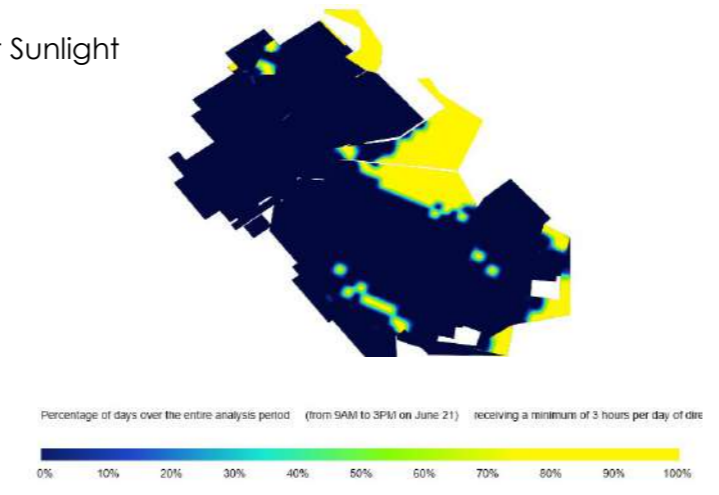 Sunlight
Percentage of days over the entire analysis period (from 9AM to 3PM on June 21) receiving a minimum of 3 hours per day of dire
0% 10% 20% 30% 40% 50% 60% 70% 80% 90% 100%